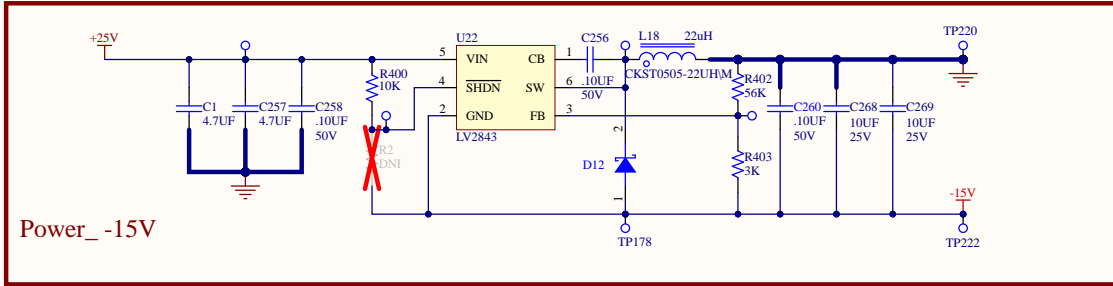 +25V
U22
C256
L18 22uH
TP220
5 VIN CB 1
R400
10K
.10UF
50V
CKST0505-22UH\M
R402
56K
4 SHDN SW 6
C1
4.7UF
C257
4.7UF
C258
.10UF
50V
2 GND FB 3
LV2843
C260
.10UF
50V
C268
10UF
25V
C269
10UF
25V
R2
DNI
2
D12
1
R403
3K
-15V
Power_ -15V
TP178
TP222